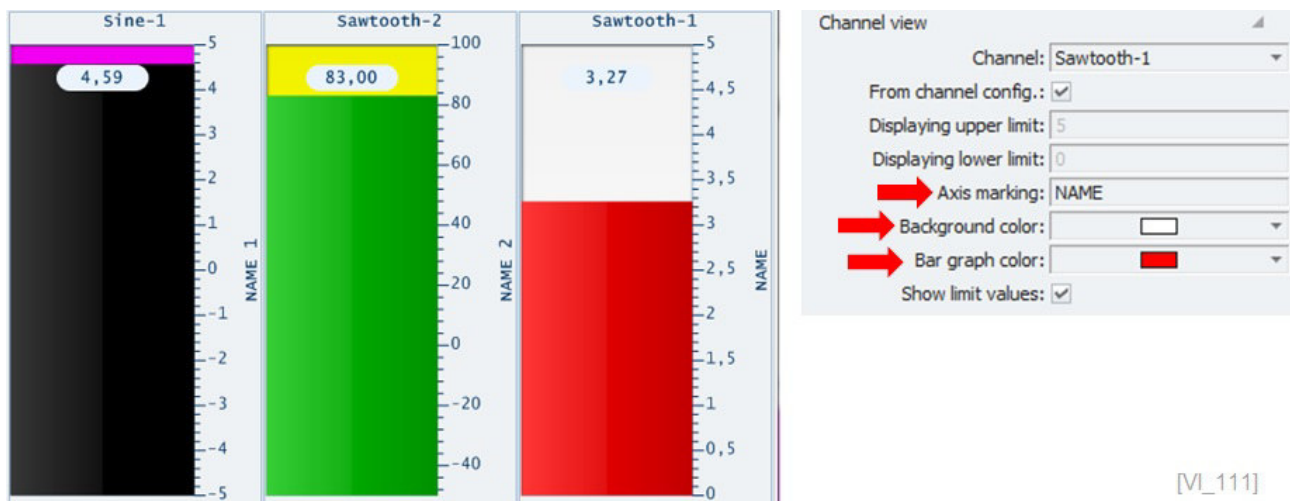 Sine-1
5
4
3
2
1
0
-1
-2
-3
-4
-5
4,59
NAME 1
Sawtooth-2
100
80
60
40
20
0
-20
-40
83,00
NAME 2
Sawtooth-1
5
4,5
4
3,5
3
2,5
2
1,5
1
0,5
0
3,27
NAME
Channel view
Channel: Sawtooth-1
From channel config.:
Displaying upper limit: 5
Displaying lower limit: 0
Axis marking: NAME
Background color:
Bar graph color:
Show limit values:
[VI_111]